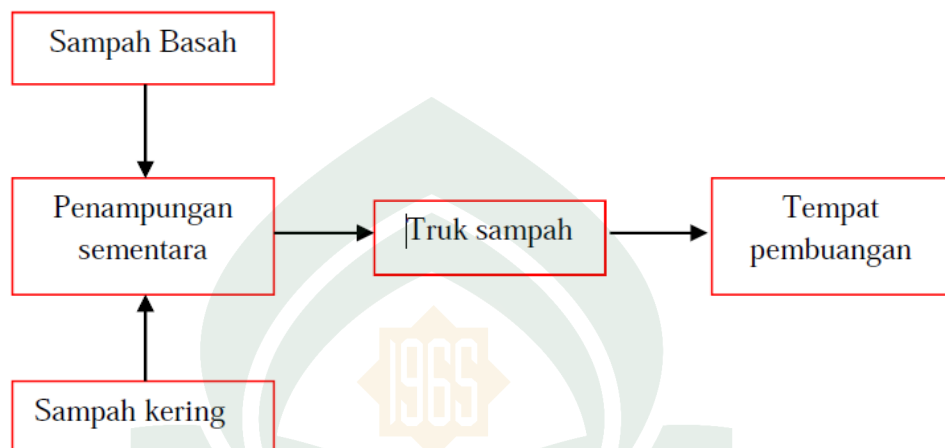 Sampah Basah
Penampungan
sementara
Truk sampah
Tempat
pembuangan
1965
Sampah kering